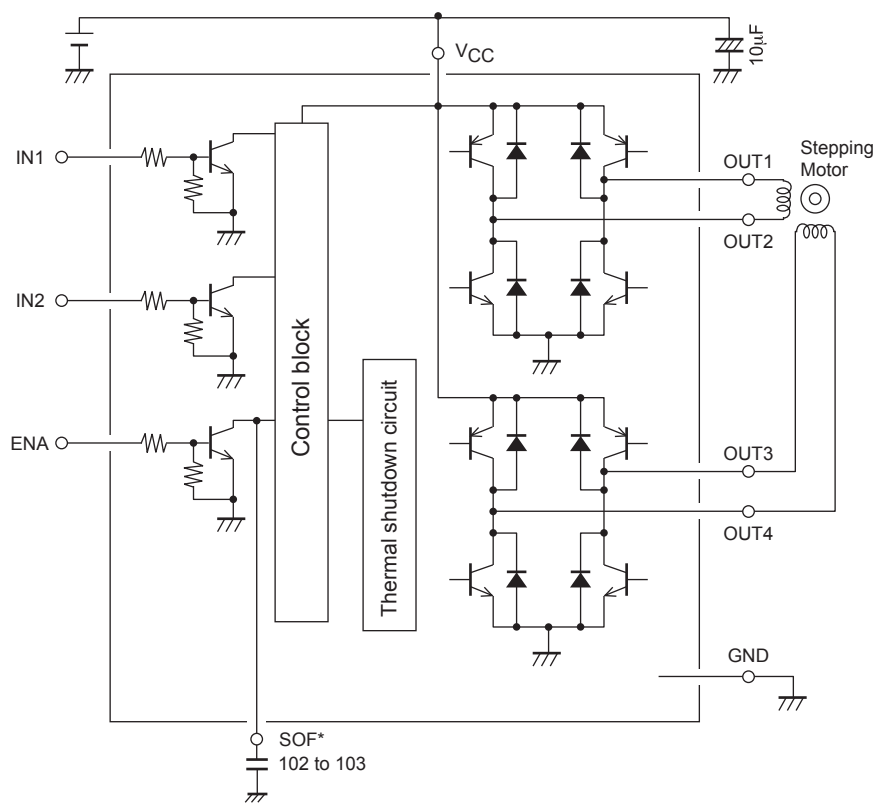 VCC
10μF
IN1
OUT1
Stepping
Motor
OUT2
IN2
Control block
Thermal shutdown circuit
ENA
OUT3
OUT4
GND
SOF*
102 to 103